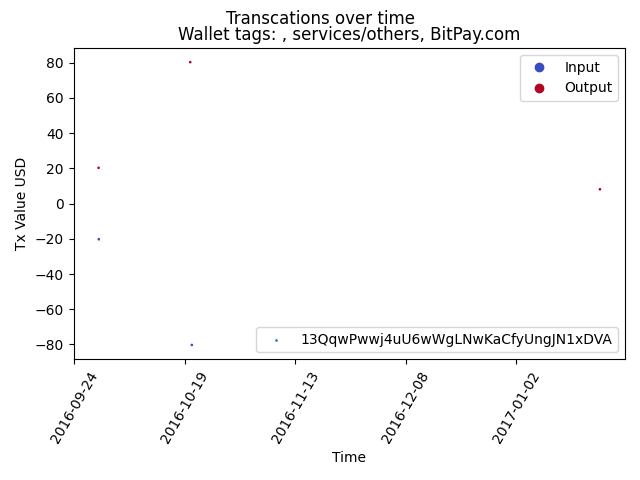 Transcations over time
Wallet tags: , services/others, BitPay.com
Input
Output
80
60
40
20
0
−20
−40
−60
−80
Tx Value USD
13QqwPwwj4uU6wWgLNwKaCfyUngJN1xDVA
2016-09-24
2016-10-19
2016-11-13
2016-12-08
2017-01-02
Time